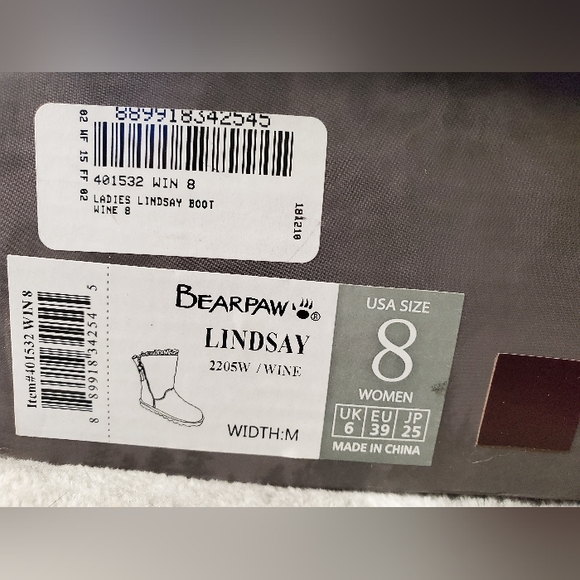 889918342545
02 WF 15 FF 02
401532 WIN 8
LADIES LINDSAY BOOT
WINE 8
181210
Item#401532 WIN 8
8 89918 34254 5
BEARPAW®
LINDSAY
2205W / WINE
WIDTH:M
USA SIZE
8
WOMEN
UK EU JP
6 39 25
MADE IN CHINA